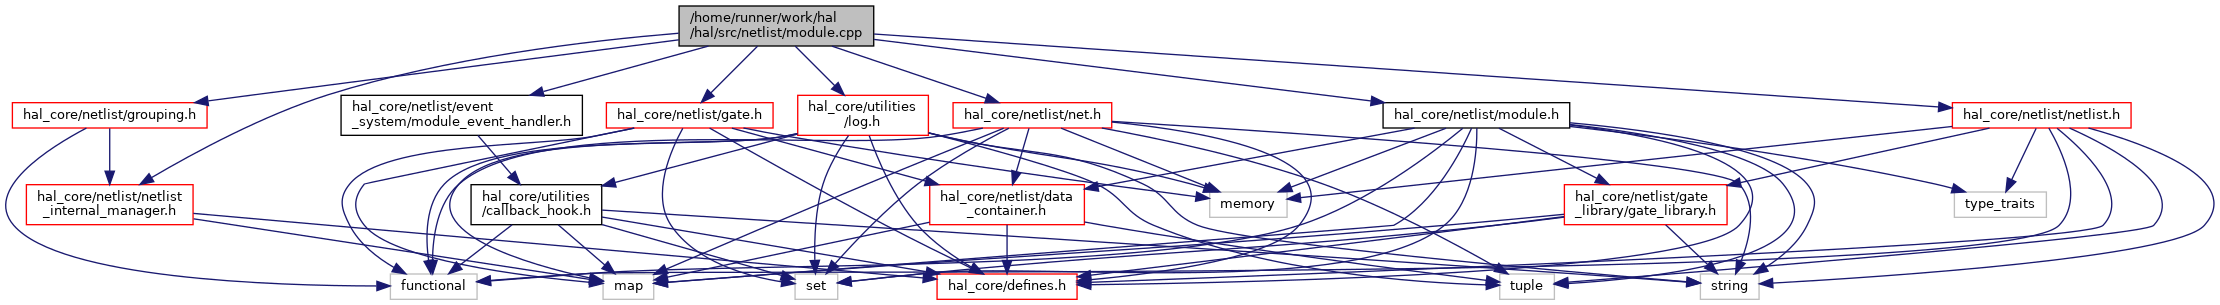 /home/runner/work/hal
/hal/src/netlist/module.cpp
hal_core/netlist/grouping.h
hal_core/netlist/event
_system/module_event_handler.h
hal_core/netlist/gate.h
hal_core/utilities
/log.h
hal_core/netlist/net.h
hal_core/netlist/module.h
hal_core/netlist/netlist.h
hal_core/netlist/netlist
_internal_manager.h
hal_core/utilities
/callback_hook.h
hal_core/netlist/data
_container.h
memory
hal_core/netlist/gate
_library/gate_library.h
type_traits
functional
map
set
hal_core/defines.h
tuple
string